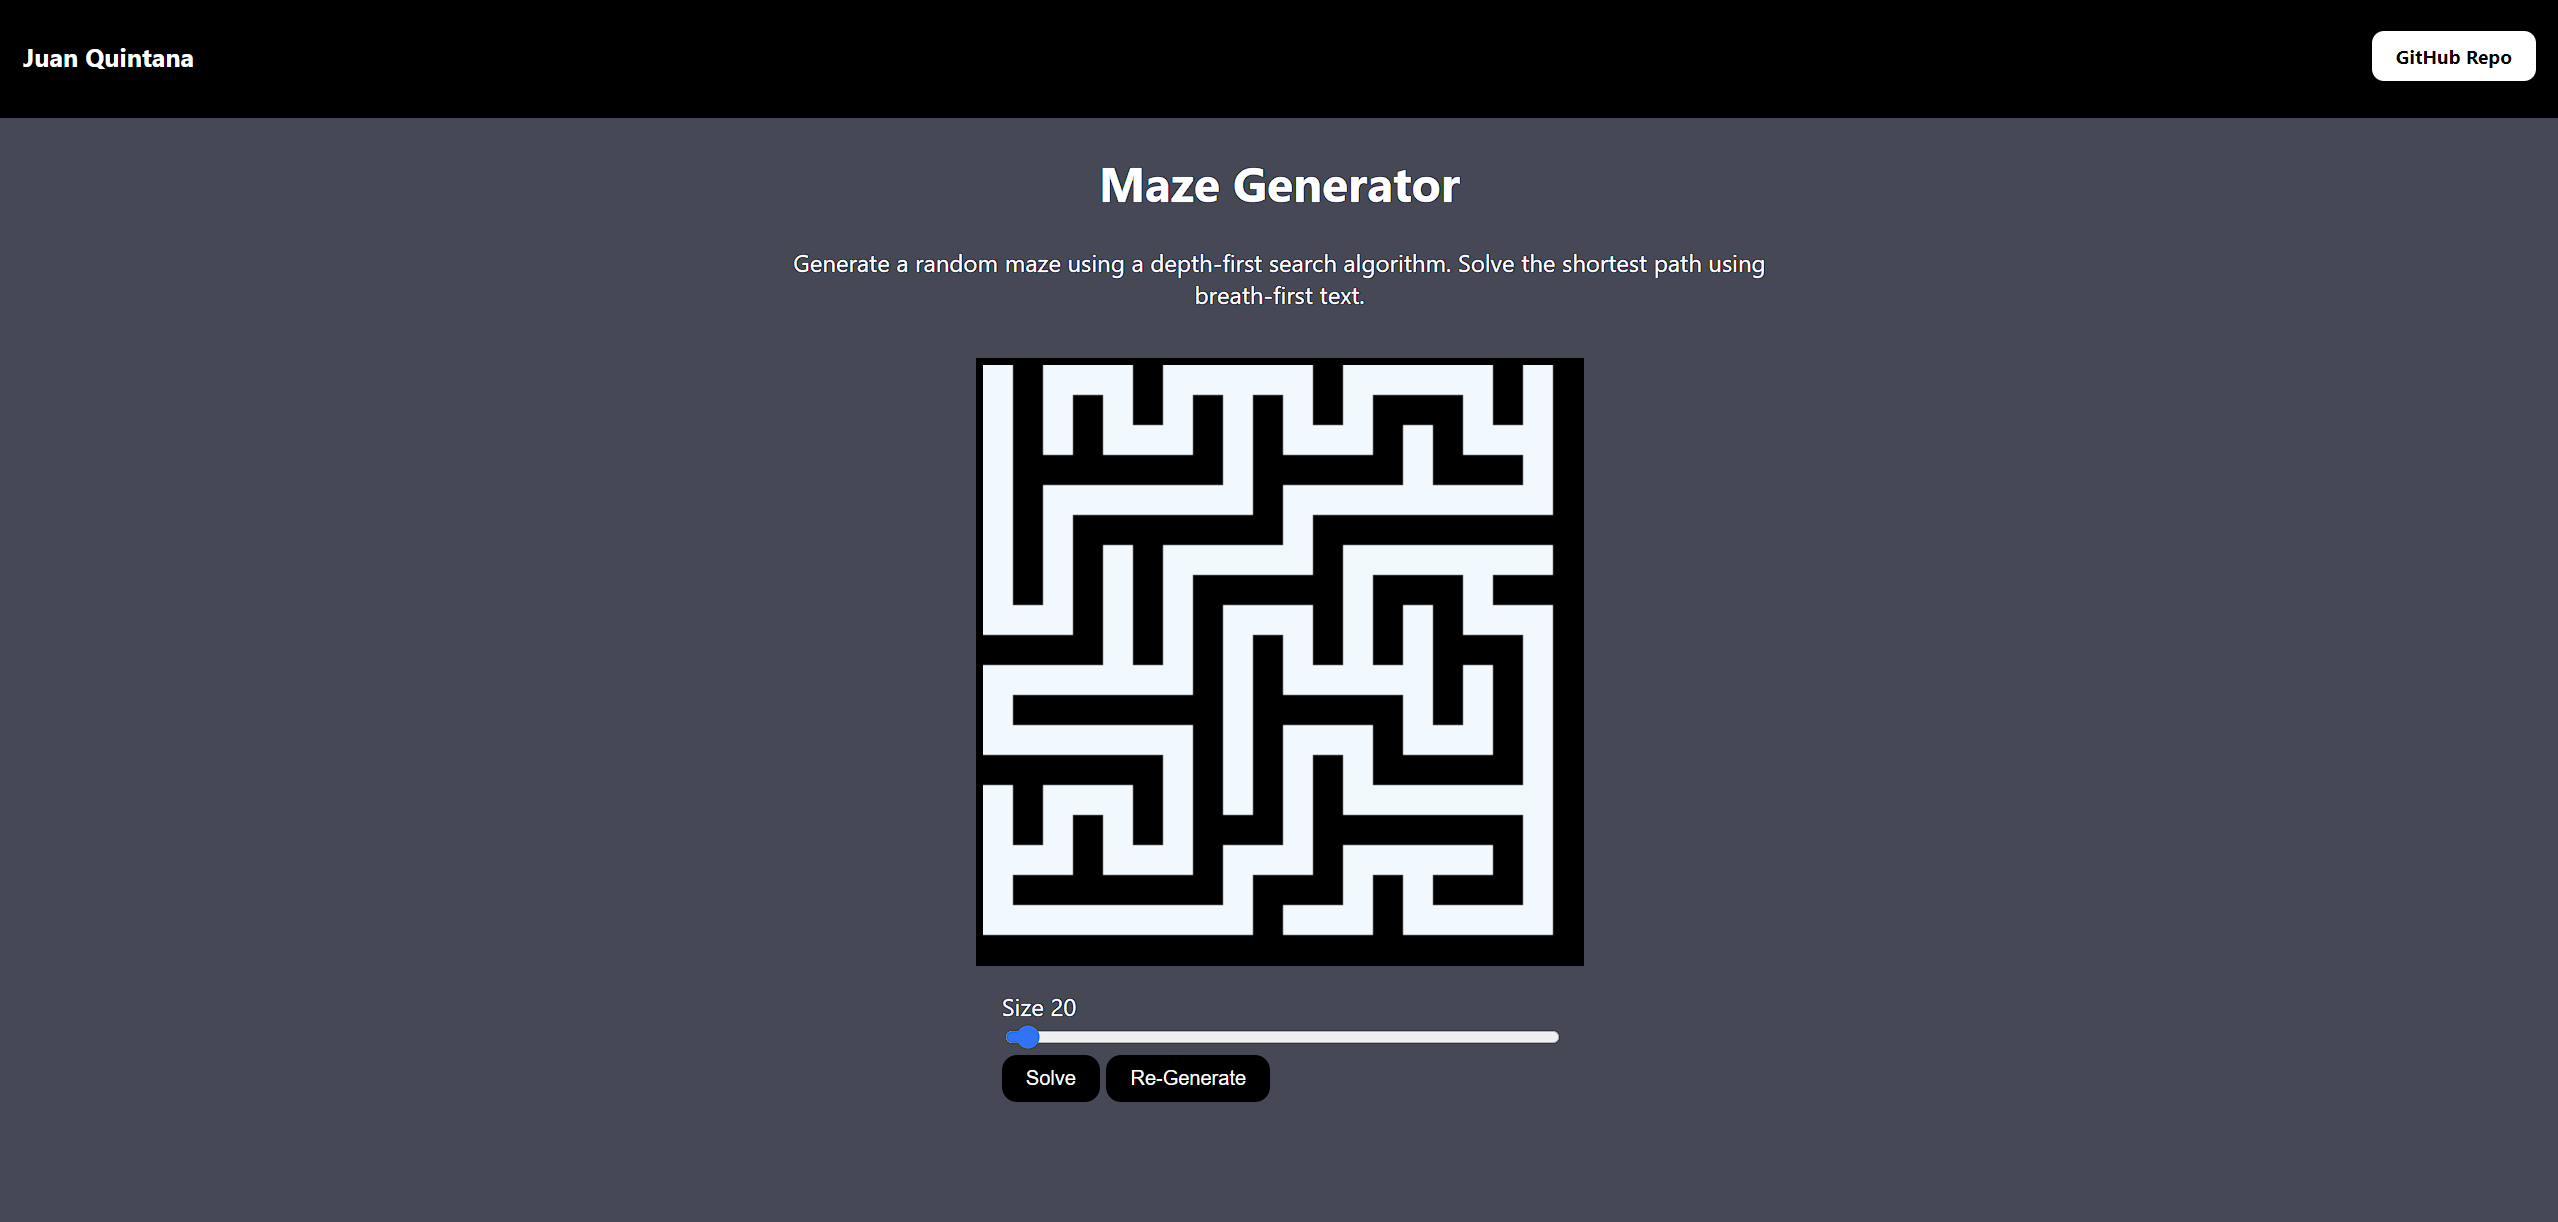 Juan Quintana
GitHub Repo
Maze Generator
Generate a random maze using a depth-first search algorithm. Solve the shortest path using
breath-first text.
Size 20
Solve
Re-Generate